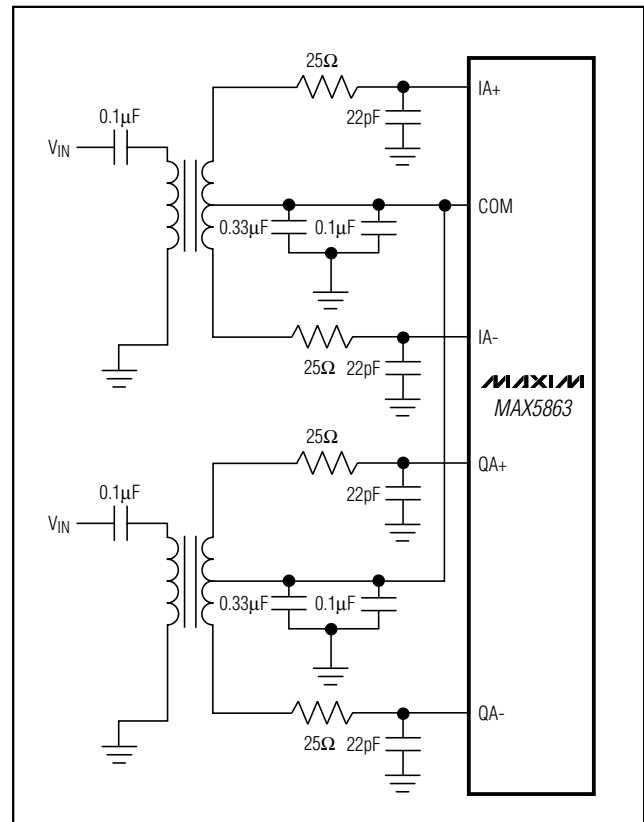 25Ω
IA+
0.1µF
22pF
VIN
COM
0.33µF
0.1µF
IA-
25Ω
22pF
MAXIM
MAX5863
25Ω
QA+
0.1µF
22pF
VIN
0.33µF
0.1µF
QA-
25Ω
22pF